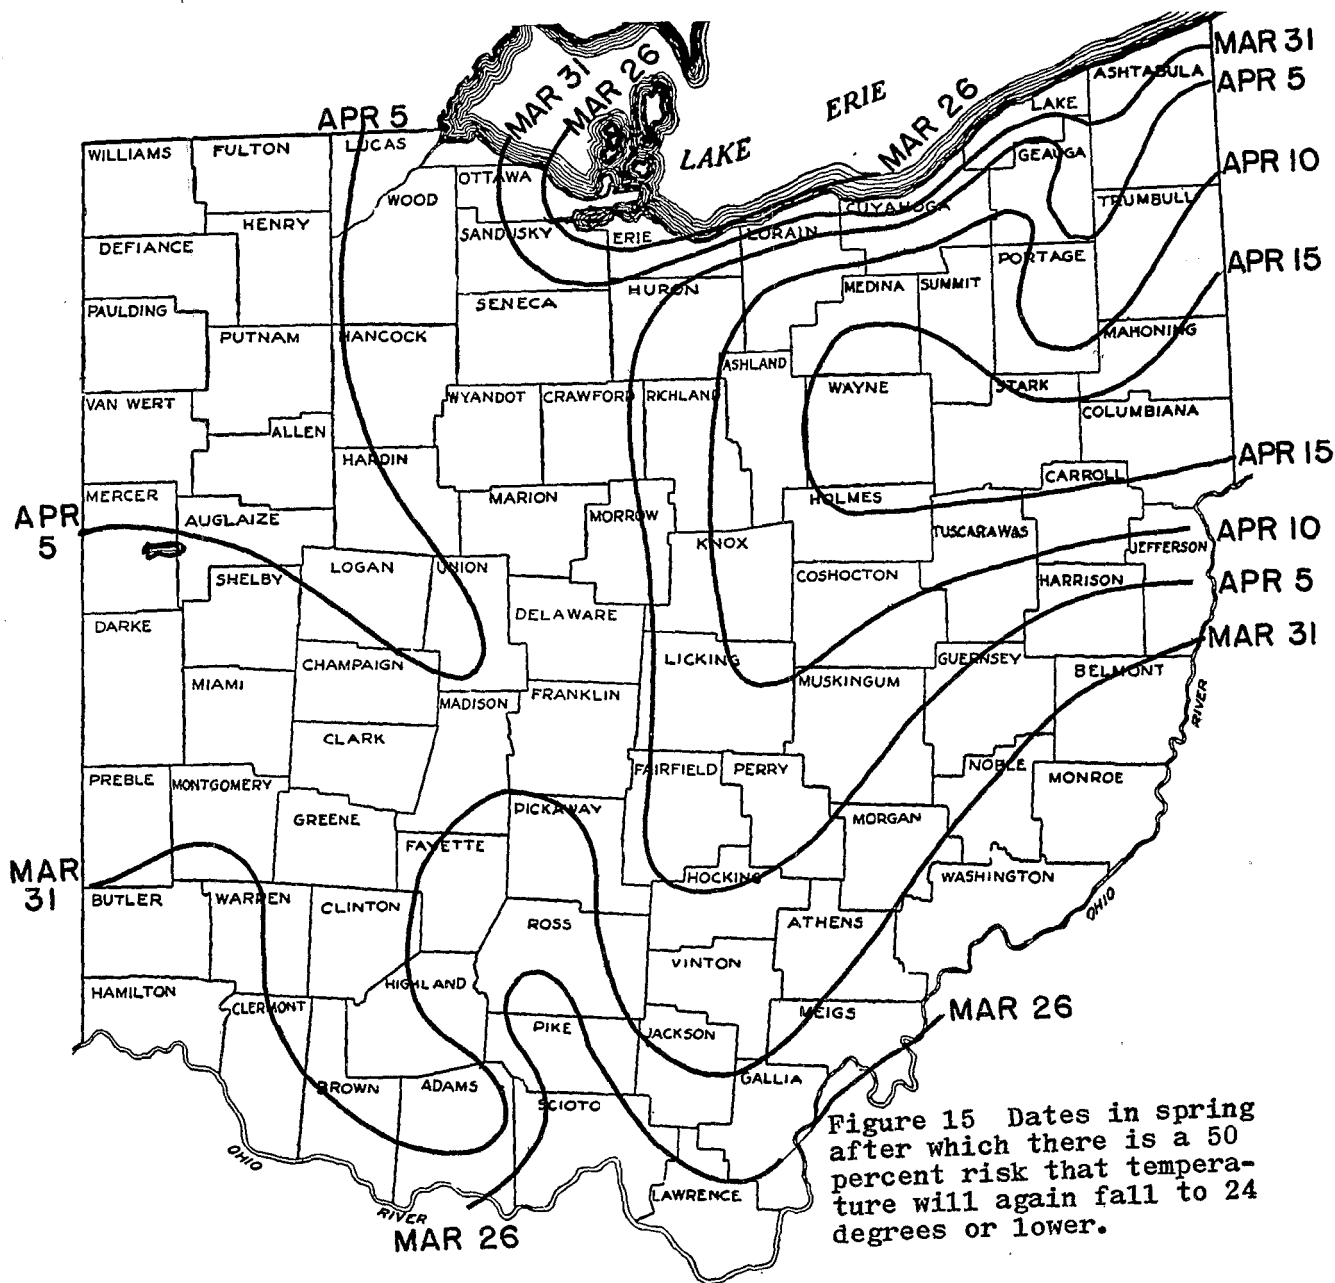 MAR 31
MAR 26
ERIE
LAKE
MAR 26
MAR 31
ASHTABULA
APR 5
LAKE
APR 5
LUCAS
WILLIAMS
FULTON
GEAUGA
APR 10
OTTAWA
WOOD
TRUMBULL
CUYAHOGA
HENRY
SANDUSKY
ERIE
LORAIN
DEFIANCE
PORTAGE
APR 15
SENECA
HURON
MEDINA
SUMMIT
PAULDING
PUTNAM
HANCOCK
MAHONING
ASHLAND
WYANDOT
CRAWFORD
RICHLAND
WAYNE
STARK
VAN WERT
COLUMBIANA
ALLEN
HARDIN
APR 15
CARROLL
MERCER
MARION
HOLMES
APR
5
AUGLAIZE
MORROW
TUSCARAWAS
APR 10
KNOX
JEFFERSON
LOGAN
UNION
SHELBY
COSHOCTON
HARRISON
APR 5
DARKE
DELAWARE
MAR 31
CHAMPAIGN
LICKING
GUERNSEY
BELMONT
MIAMI
MADISON
FRANKLIN
MUSKINGUM
RIVER
CLARK
PREBLE
MONTGOMERY
FAIRFIELD
PERRY
NOBLE
MONROE
GREENE
PICKAWAY
MORGAN
FAYETTE
MAR
31
HOCKING
WASHINGTON
BUTLER
WARREN
CLINTON
OHIO
ROSS
ATHENS
VINTON
HAMILTON
HIGHLAND
CLERMONT
MEIGS
MAR 26
PIKE
JACKSON
BROWN
ADAMS
GALLIA
SCIOTO
OHIO
LAWRENCE
RIVER
MAR 26
Figure 15 Dates in spring
after which there is a 50
percent risk that tempera-
ture will again fall to 24
degrees or lower.